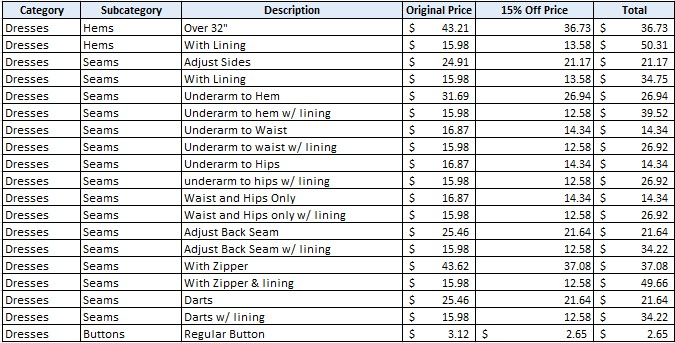 Category Subcategory Description Original Price 15% Off Price Total
Dresses Hems Over 32" $ 43.21 36.73 $ 36.73
Dresses Hems With Lining $ 15.98 13.58 $ 50.31
Dresses Seams Adjust Sides $ 24.91 21.17 $ 21.17
Dresses Seams With Lining $ 15.98 13.58 $ 34.75
Dresses Seams Underarm to Hem $ 31.69 26.94 $ 26.94
Dresses Seams Underarm to hem w/ lining $ 15.98 12.58 $ 39.52
Dresses Seams Underarm to Waist $ 16.87 14.34 $ 14.34
Dresses Seams Underarm to waist w/ lining $ 15.98 12.58 $ 26.92
Dresses Seams Underarm to Hips $ 16.87 14.34 $ 14.34
Dresses Seams underarm to hips w/ lining $ 15.98 12.58 $ 26.92
Dresses Seams Waist and Hips Only $ 16.87 14.34 $ 14.34
Dresses Seams Waist and Hips only w/ lining $ 15.98 12.58 $ 26.92
Dresses Seams Adjust Back Seam $ 25.46 21.64 $ 21.64
Dresses Seams Adjust Back Seam w/ lining $ 15.98 12.58 $ 34.22
Dresses Seams With Zipper $ 43.62 37.08 $ 37.08
Dresses Seams With Zipper & lining $ 15.98 12.58 $ 49.66
Dresses Seams Darts $ 25.46 21.64 $ 21.64
Dresses Seams Darts w/ lining $ 15.98 12.58 $ 34.22
Dresses Buttons Regular Button $ 3.12 $ 2.65 $ 2.65